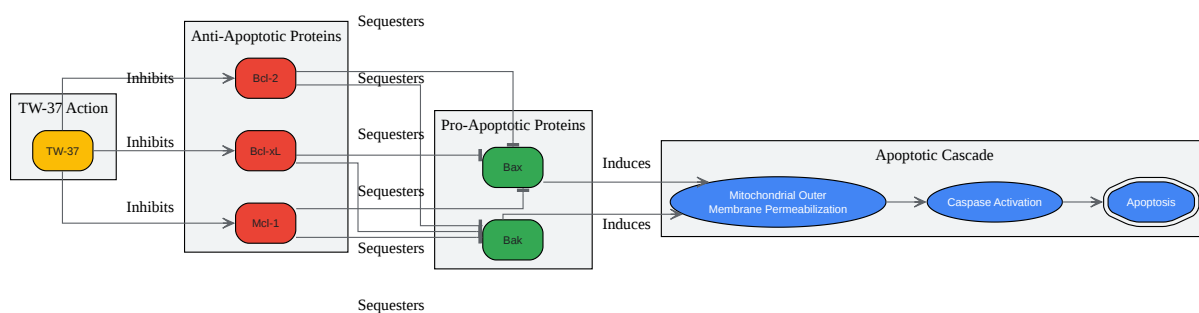 TW-37 Action
TW-37
Inhibits
Inhibits
Inhibits
Anti-Apoptotic Proteins
Bcl-2
Bcl-xL
Mcl-1
Sequesters
Sequesters
Sequesters
Sequesters
Sequesters
Sequesters
Pro-Apoptotic Proteins
Bax
Bak
Induces
Induces
Apoptotic Cascade
Mitochondrial Outer
Membrane Permeabilization
Caspase Activation
Apoptosis